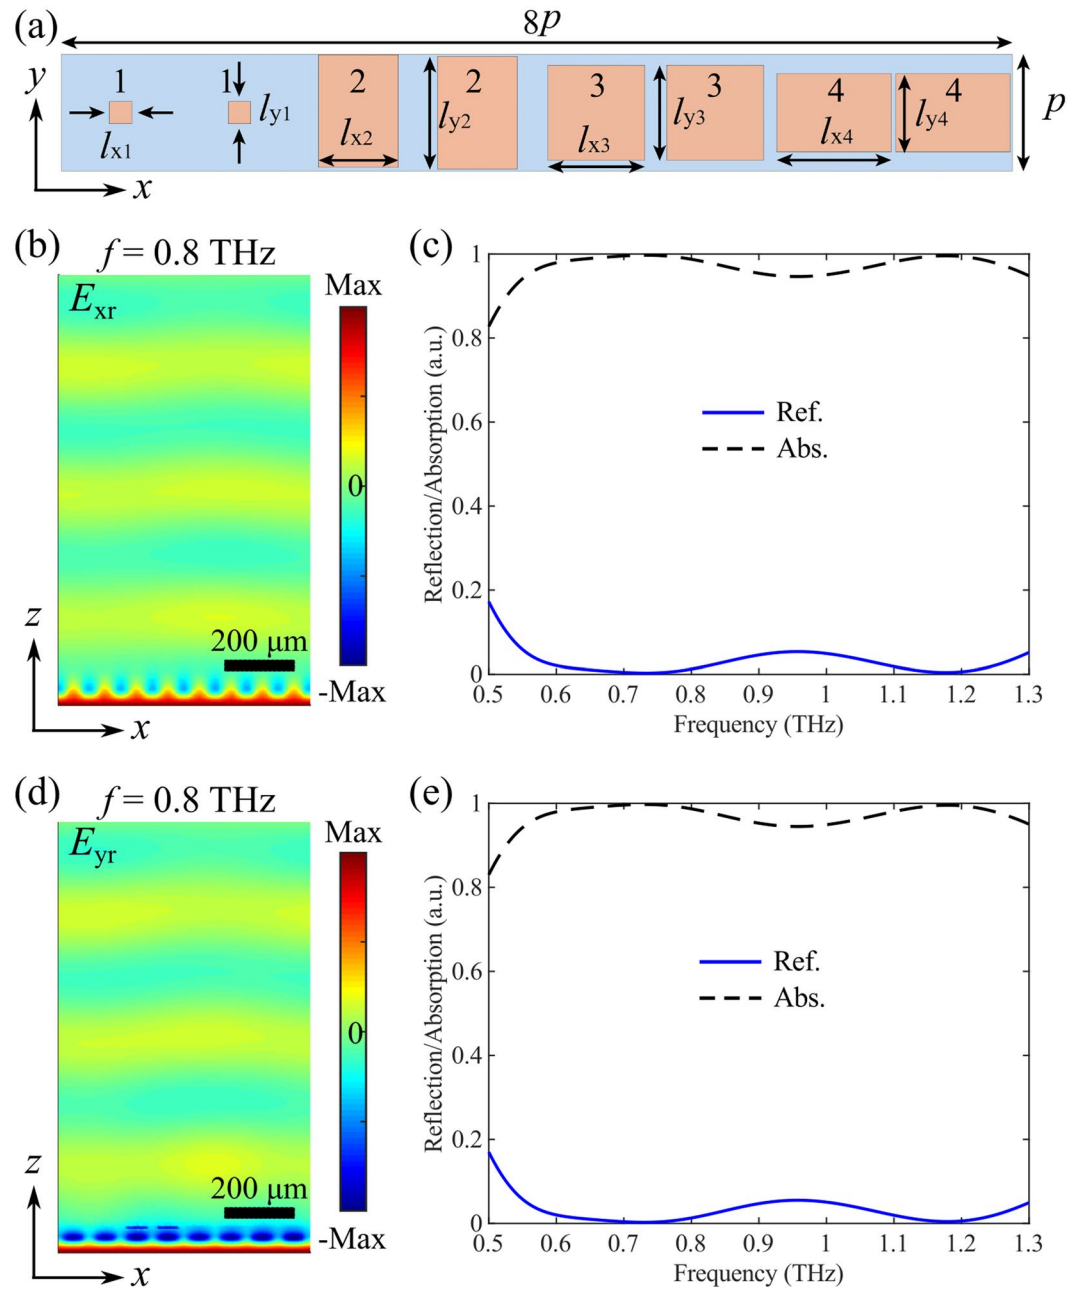 (a)
8p
y
1
1
2
2
3
3
4
4
lx1
ly1
lx2
ly2
lx3
ly3
lx4
ly4
p
x
(b)
f = 0.8 THz
Exr
Max
0
-Max
200 μm
z
x
(c)
Reflection/Absorption (a.u.)
1
0.8
0.6
0.4
0.2
0
Ref.
Abs.
0.5 0.6 0.7 0.8 0.9 1 1.1 1.2 1.3
Frequency (THz)
(d)
f = 0.8 THz
Eyr
Max
0
-Max
200 μm
z
x
(e)
Reflection/Absorption (a.u.)
1
0.8
0.6
0.4
0.2
0
Ref.
Abs.
0.5 0.6 0.7 0.8 0.9 1 1.1 1.2 1.3
Frequency (THz)